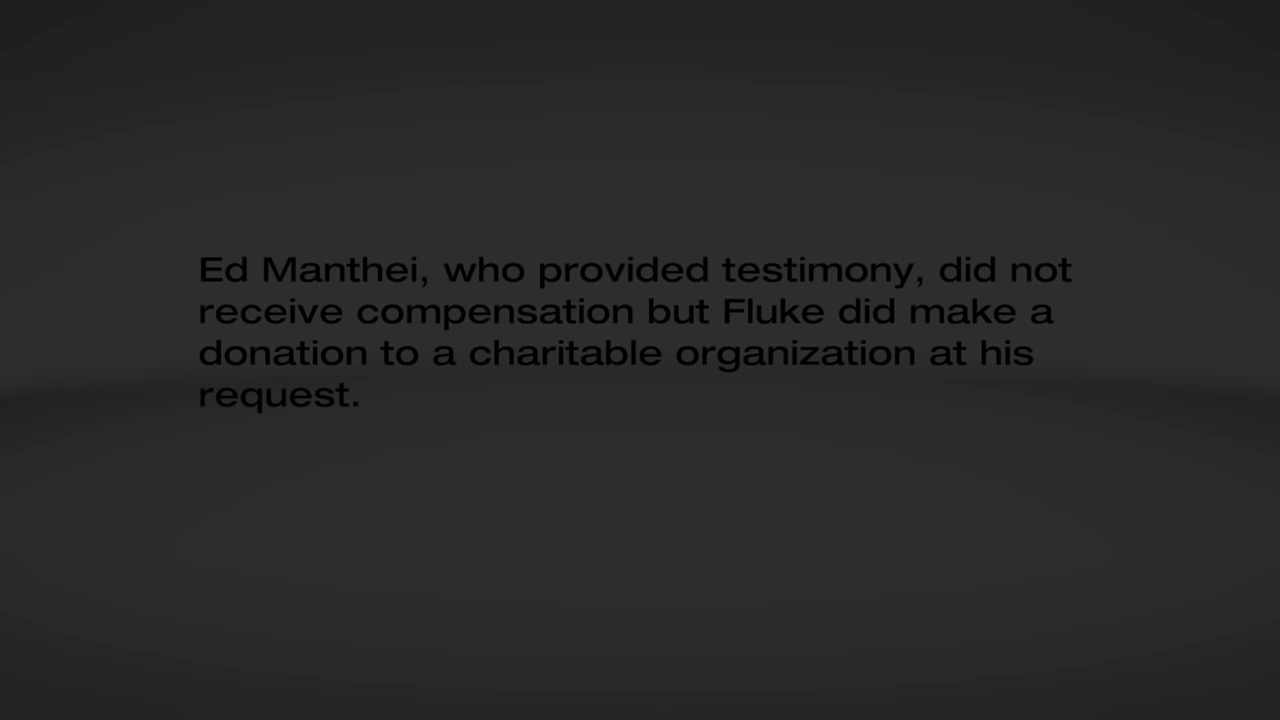 Ed Manthei, who provided testimony, did not
receive compensation but Fluke did make a
donation to a charitable organization at his
request.